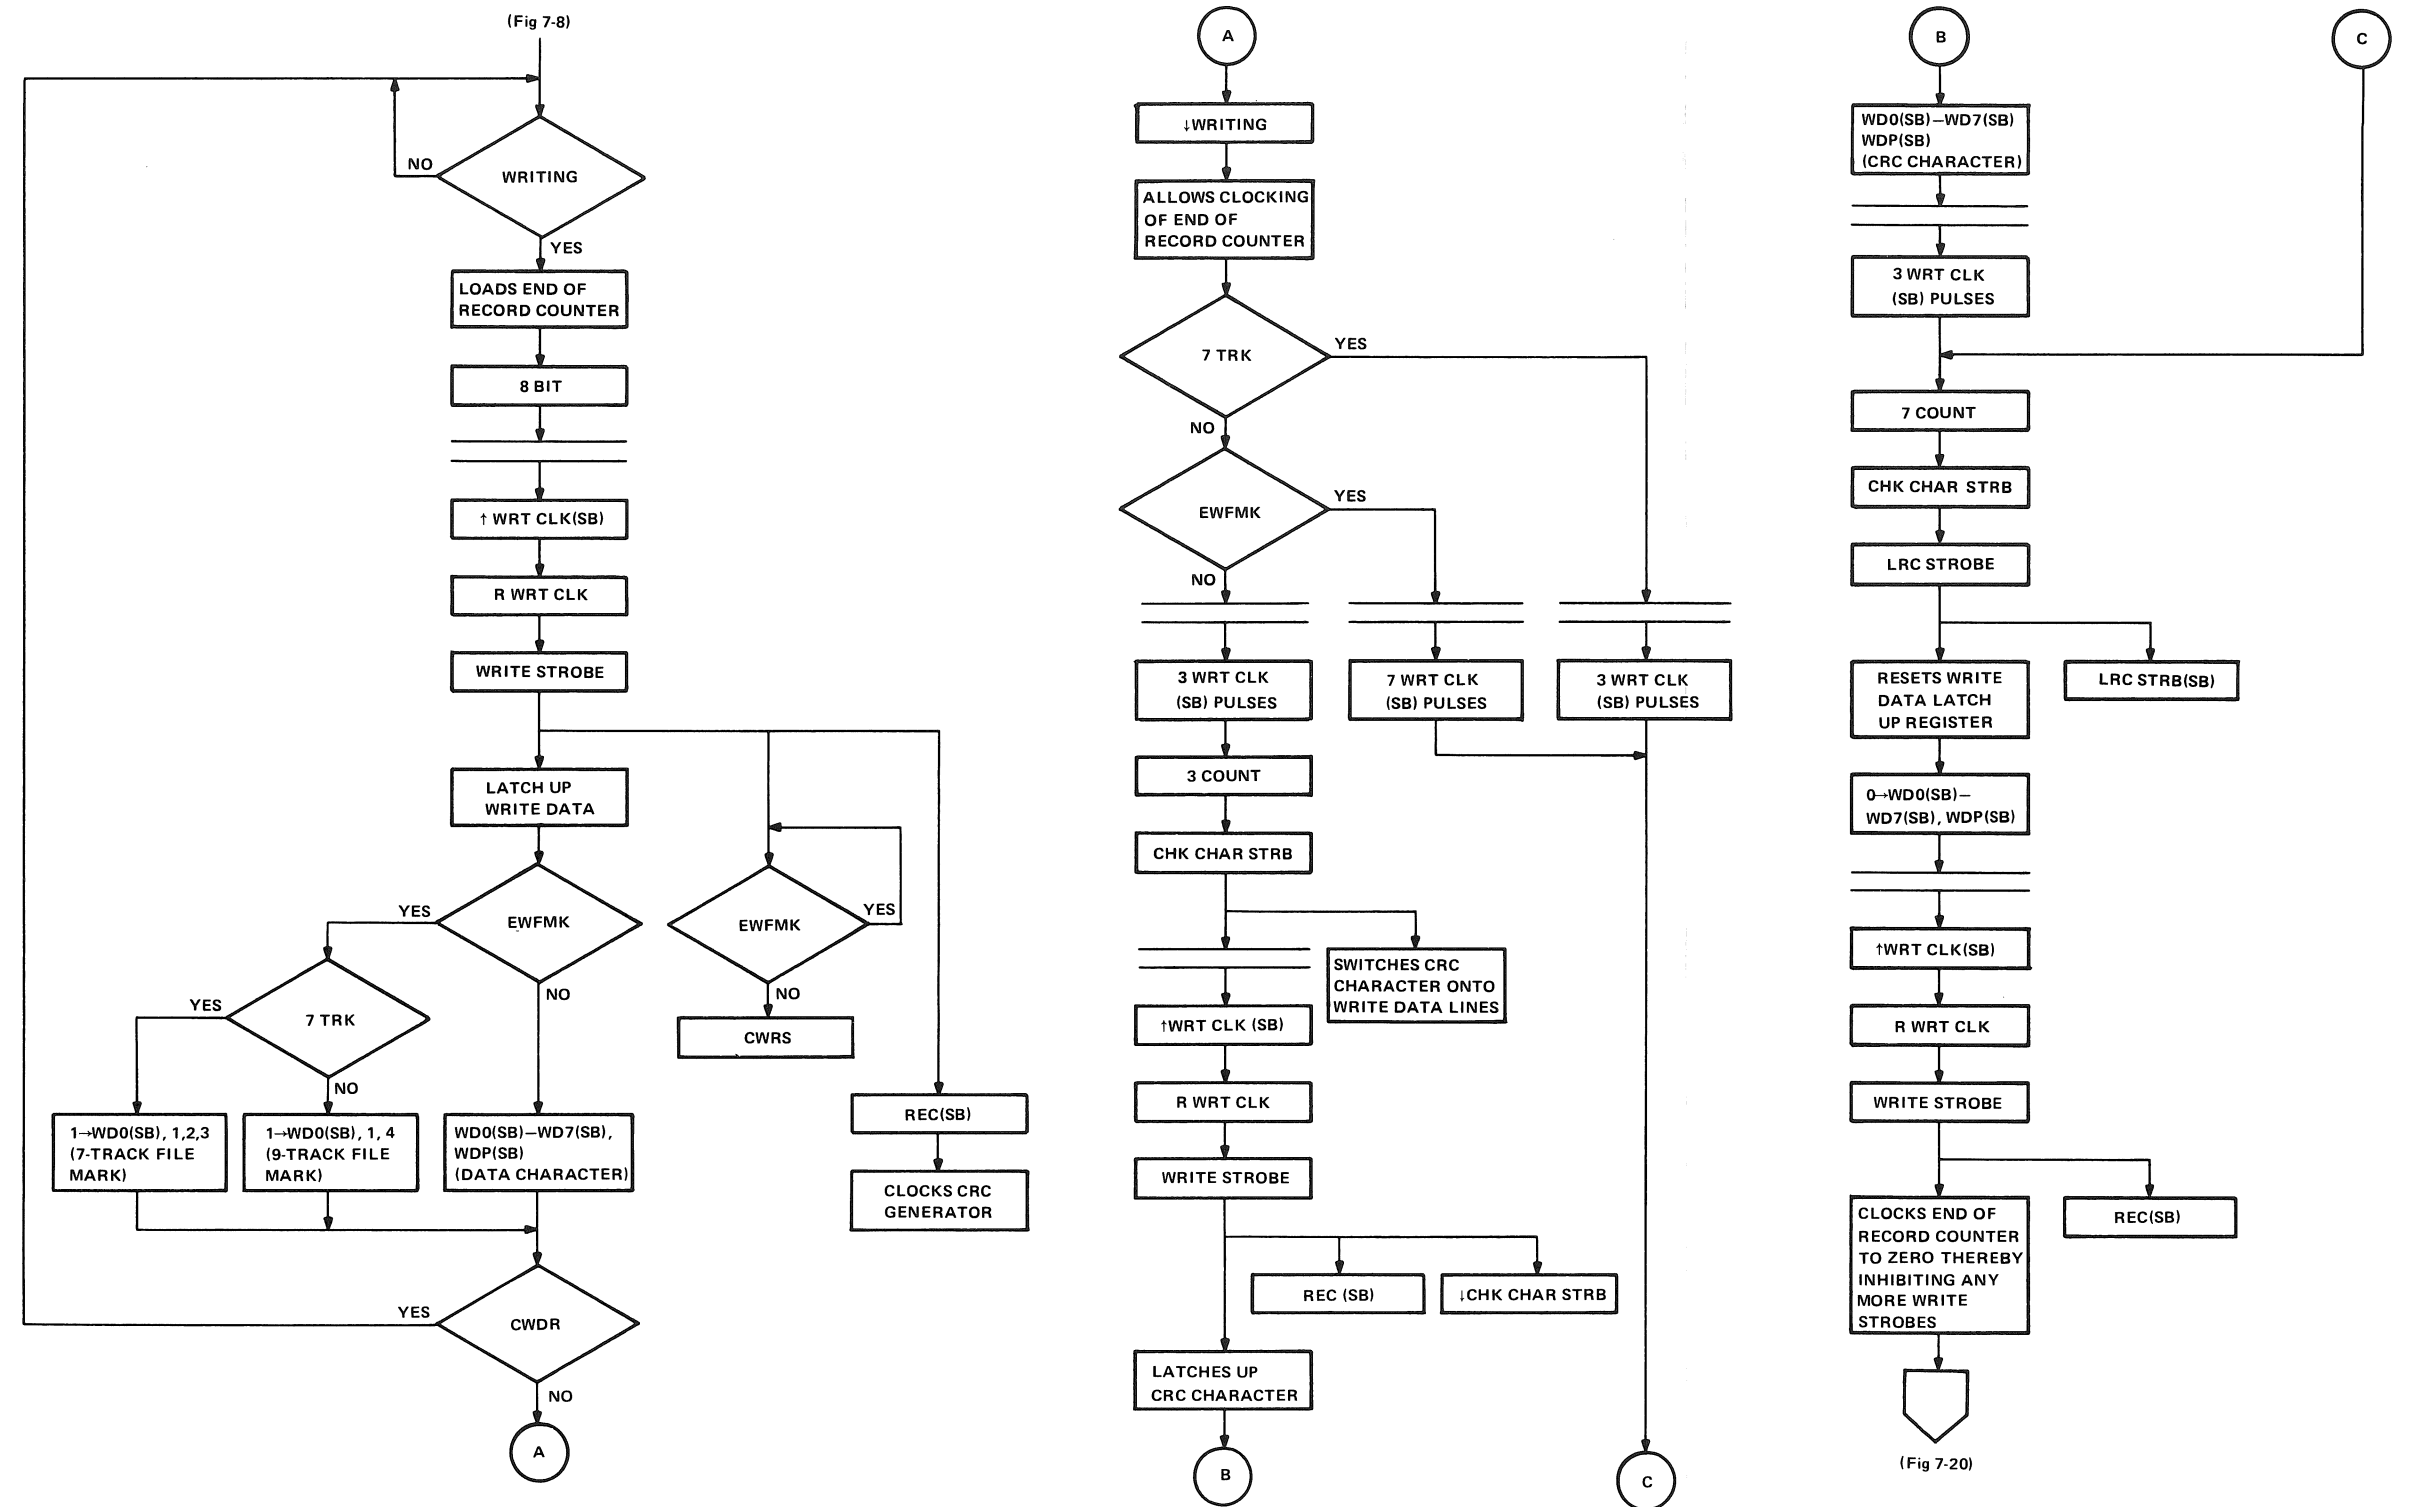 (Fig 7-8)
WRITING
NO
YES
LOADS END OF
RECORD COUNTER
8 BIT
↑ WRT CLK(SB)
R WRT CLK
WRITE STROBE
LATCH UP
WRITE DATA
EWFMK
YES
NO
EWFMK
YES
NO
CWRS
7 TRK
YES
NO
1→WD0(SB), 1,2,3
(7-TRACK FILE
MARK)
1→WD0(SB), 1, 4
(9-TRACK FILE
MARK)
WD0(SB)–WD7(SB),
WDP(SB)
(DATA CHARACTER)
REC(SB)
CLOCKS CRC
GENERATOR
CWDR
YES
NO
A
A
↓WRITING
ALLOWS CLOCKING
OF END OF
RECORD COUNTER
7 TRK
YES
NO
EWFMK
YES
NO
3 WRT CLK
(SB) PULSES
7 WRT CLK
(SB) PULSES
3 WRT CLK
(SB) PULSES
3 COUNT
CHK CHAR STRB
SWITCHES CRC
CHARACTER ONTO
WRITE DATA LINES
↑WRT CLK (SB)
R WRT CLK
WRITE STROBE
REC (SB)
↓CHK CHAR STRB
LATCHES UP
CRC CHARACTER
B
C
B
C
WD0(SB)–WD7(SB)
WDP(SB)
(CRC CHARACTER)
3 WRT CLK
(SB) PULSES
7 COUNT
CHK CHAR STRB
LRC STROBE
RESETS WRITE
DATA LATCH
UP REGISTER
LRC STRB(SB)
0→WD0(SB)–
WD7(SB), WDP(SB)
↑WRT CLK(SB)
R WRT CLK
WRITE STROBE
CLOCKS END OF
RECORD COUNTER
TO ZERO THEREBY
INHIBITING ANY
MORE WRITE
STROBES
REC(SB)
(Fig 7-20)